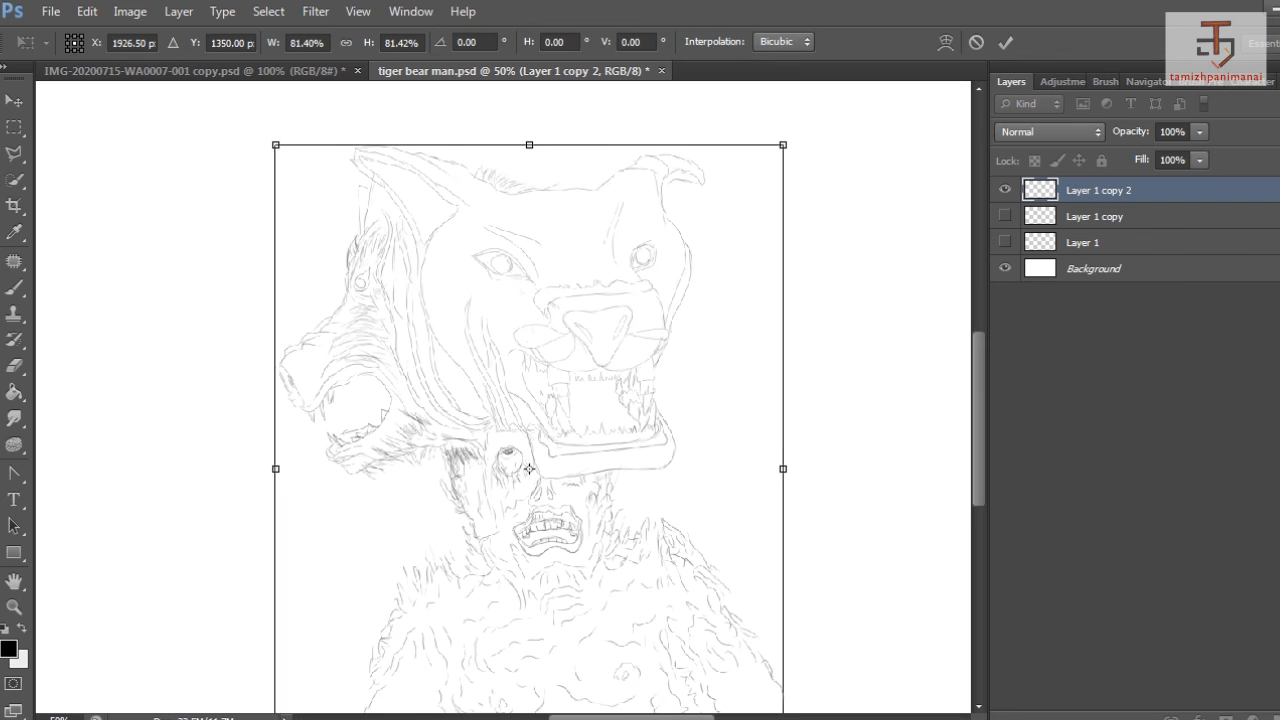 Ps File Edit Image Layer Type Select Filter View Window Help
X: 1926.50 p: Y: 1350.00 p: W: 81.40% H: 81.42% 0.00 ° H: 0.00 ° V: 0.00 ° Interpolation: Bicubic
tamizhpanimanai
IMG-20200715-WA0007-001 copy.psd @ 100% (RGB/8#) * × tiger bear man.psd @ 50% (Layer 1 copy 2, RGB/8) * ×
Layers Adjustme Brush Navigato
Kind
Normal Opacity: 100%
Lock: Fill: 100%
Layer 1 copy 2
Layer 1 copy
Layer 1
Background